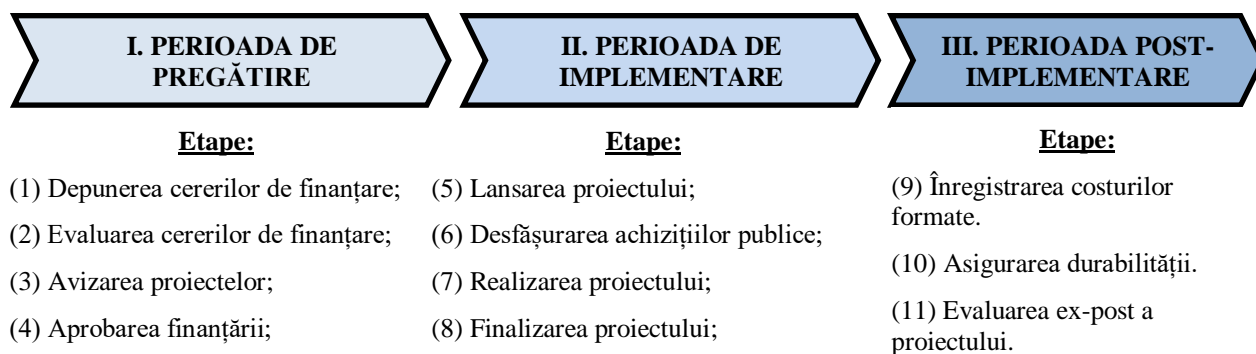 I. PERIOADA DE
PREGĂTIRE
II. PERIOADA DE
IMPLEMENTARE
III. PERIOADA POST-
IMPLEMENTARE
Etape:
(1) Depunerea cererilor de finanțare;
(2) Evaluarea cererilor de finanțare;
(3) Avizarea proiectelor;
(4) Aprobarea finanțării;
Etape:
(5) Lansarea proiectului;
(6) Desfășurarea achizițiilor publice;
(7) Realizarea proiectului;
(8) Finalizarea proiectului;
Etape:
(9) Înregistrarea costurilor
formate.
(10) Asigurarea durabilității.
(11) Evaluarea ex-post a
proiectului.